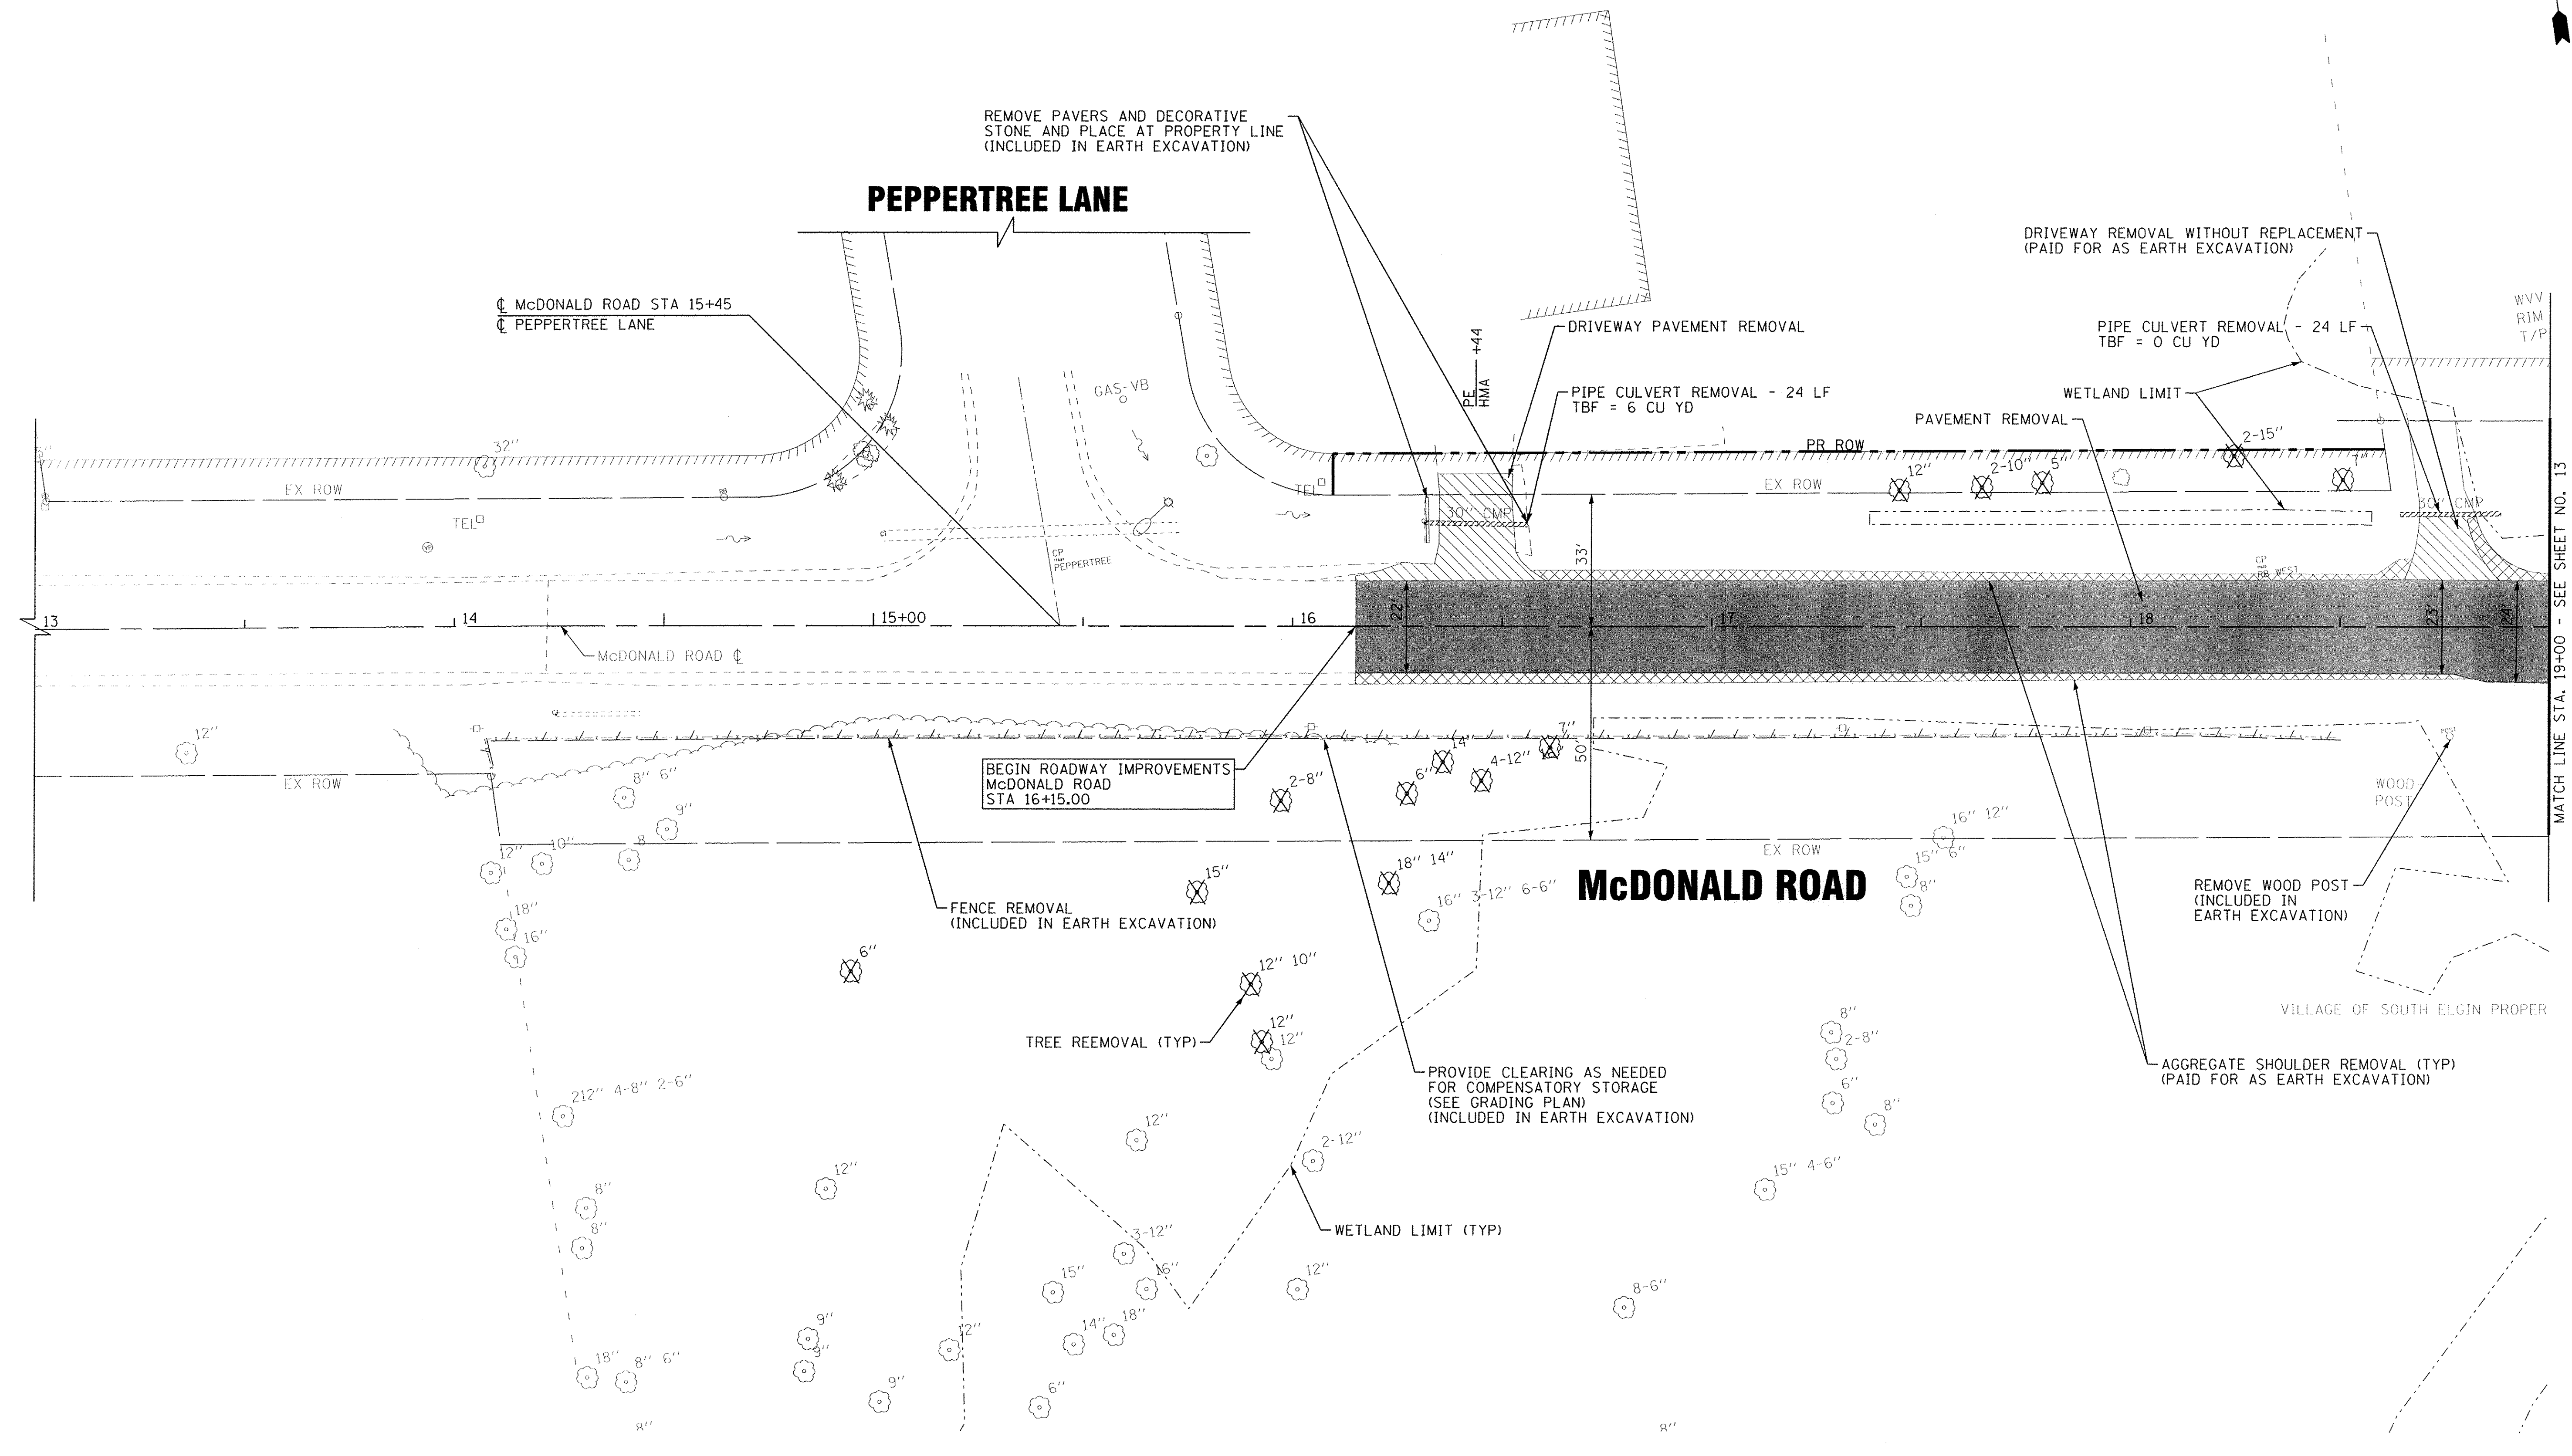 REMOVE PAVERS AND DECORATIVE
STONE AND PLACE AT PROPERTY LINE
(INCLUDED IN EARTH EXCAVATION)
PEPPERTREE LANE
DRIVEWAY REMOVAL WITHOUT REPLACEMENT
(PAID FOR AS EARTH EXCAVATION)
℄ McDONALD ROAD STA 15+45
℄ PEPPERTREE LANE
WVV
RIM
T/P
DRIVEWAY PAVEMENT REMOVAL
PIPE CULVERT REMOVAL - 24 LF
TBF = 0 CU YD
+44
PE
HMA
GAS-VB
PIPE CULVERT REMOVAL - 24 LF
TBF = 6 CU YD
WETLAND LIMIT
PAVEMENT REMOVAL
32"
PR ROW
2-15"
12"
2-10"
5"
7"
EX ROW
TEL
EX ROW
30" CMP
30" CMP
TEL
CP
PEPPERTREE
33'
CP
BB WEST
MATCH LINE STA. 19+00 - SEE SHEET NO. 13
13
14
15+00
16
22'
17
18
23'
24'
McDONALD ROAD ℄
12"
7"
14"
4-12"
50'
POST
BEGIN ROADWAY IMPROVEMENTS
McDONALD ROAD
STA 16+15.00
EX ROW
8" 6"
2-8"
6"
WOOD
POST
9"
16" 12"
12"
10"
8
EX ROW
15" 6"
15"
18" 14"
16" 3-12" 6-6"
McDONALD ROAD
8"
REMOVE WOOD POST
(INCLUDED IN
EARTH EXCAVATION)
FENCE REMOVAL
(INCLUDED IN EARTH EXCAVATION)
18"
16"
6"
12" 10"
VILLAGE OF SOUTH ELGIN PROPER
12"
12"
TREE REEMOVAL (TYP)
8"
2-8"
AGGREGATE SHOULDER REMOVAL (TYP)
(PAID FOR AS EARTH EXCAVATION)
PROVIDE CLEARING AS NEEDED
FOR COMPENSATORY STORAGE
(SEE GRADING PLAN)
(INCLUDED IN EARTH EXCAVATION)
212" 4-8" 2-6"
6"
8"
12"
2-12"
12"
15" 4-6"
8"
8"
WETLAND LIMIT (TYP)
3-12"
15"
16"
12"
8-6"
9"
9"
12"
14"
18"
18"
8" 6"
9"
6"
8"
8"